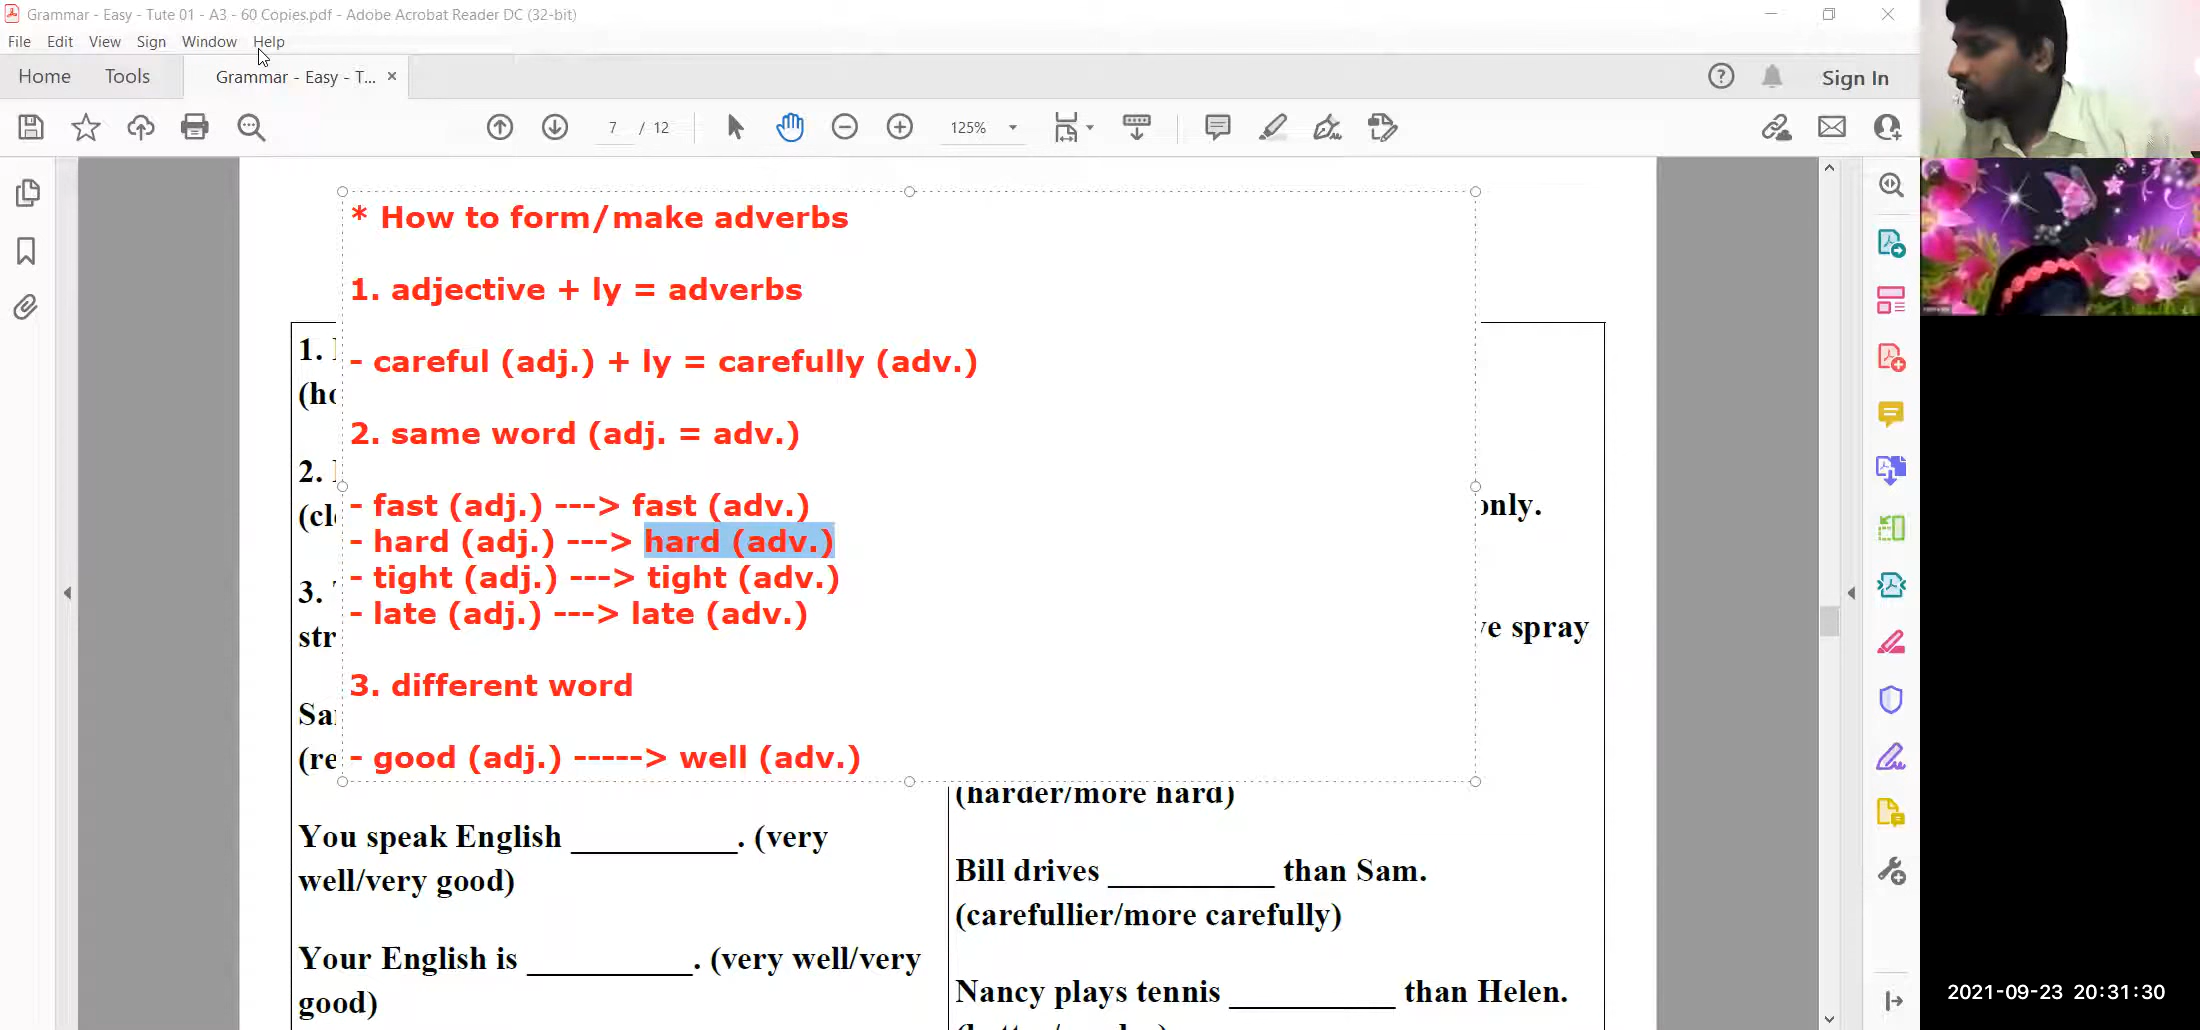 Grammar - Easy - Tute 01 - A3 - 60 Copies.pdf - Adobe Acrobat Reader DC (32-bit)
File Edit View Sign Window Help
Home Tools Grammar - Easy - T... × Sign In
7 / 12 125%
* How to form/make adverbs
1. adjective + ly = adverbs
1.
- careful (adj.) + ly = carefully (adv.)
2. same word (adj. = adv.)
2.
- fast (adj.) ---> fast (adv.)
only.
- hard (adj.) ---> hard (adv.)
- tight (adj.) ---> tight (adv.)
3.
- late (adj.) ---> late (adv.)
spray
3. different word
- good (adj.) -----> well (adv.)
(harder/more hard)
You speak English __________. (very
well/very good)
Your English is __________. (very well/very
good)
Bill drives __________ than Sam.
(carefullier/more carefully)
Nancy plays tennis __________ than Helen.
2021-09-23 20:31:30